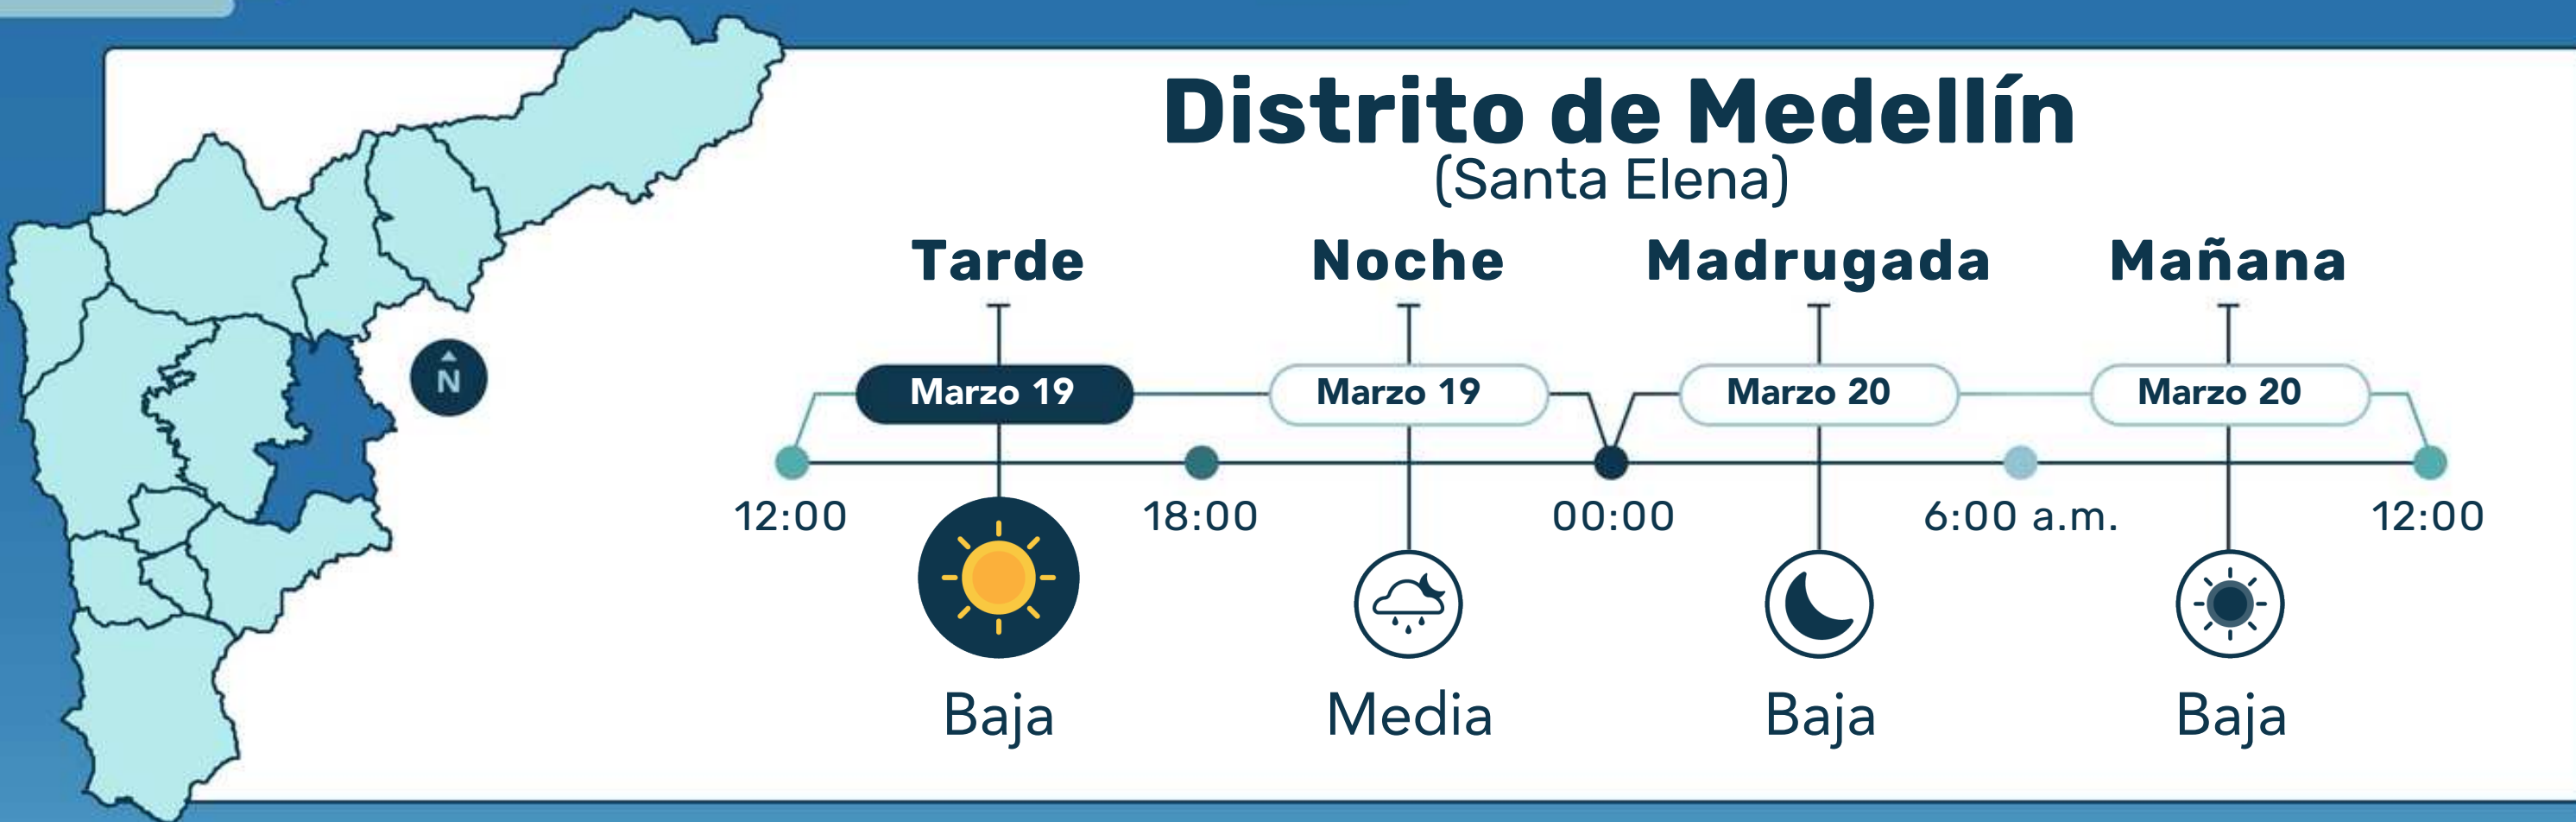 Distrito de Medellín
(Santa Elena)
Tarde Noche Madrugada Mañana
N
Marzo 19 Marzo 19 Marzo 20 Marzo 20
12:00 18:00 00:00 6:00 a.m. 12:00
Baja Media Baja Baja